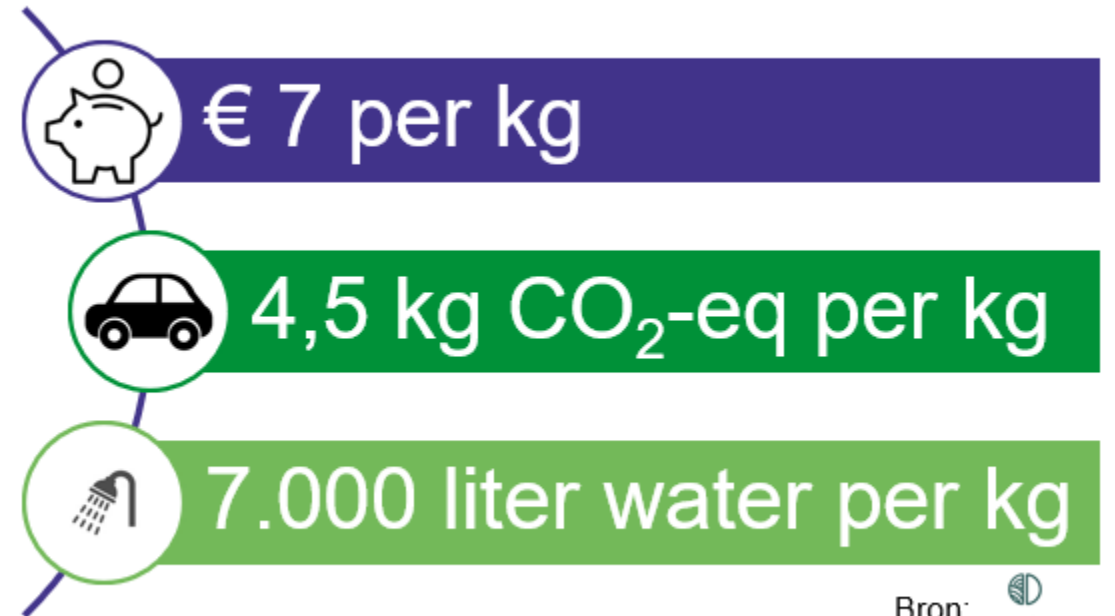 € 7 per kg
4,5 kg CO₂-eq per kg
7.000 liter water per kg
Bron: